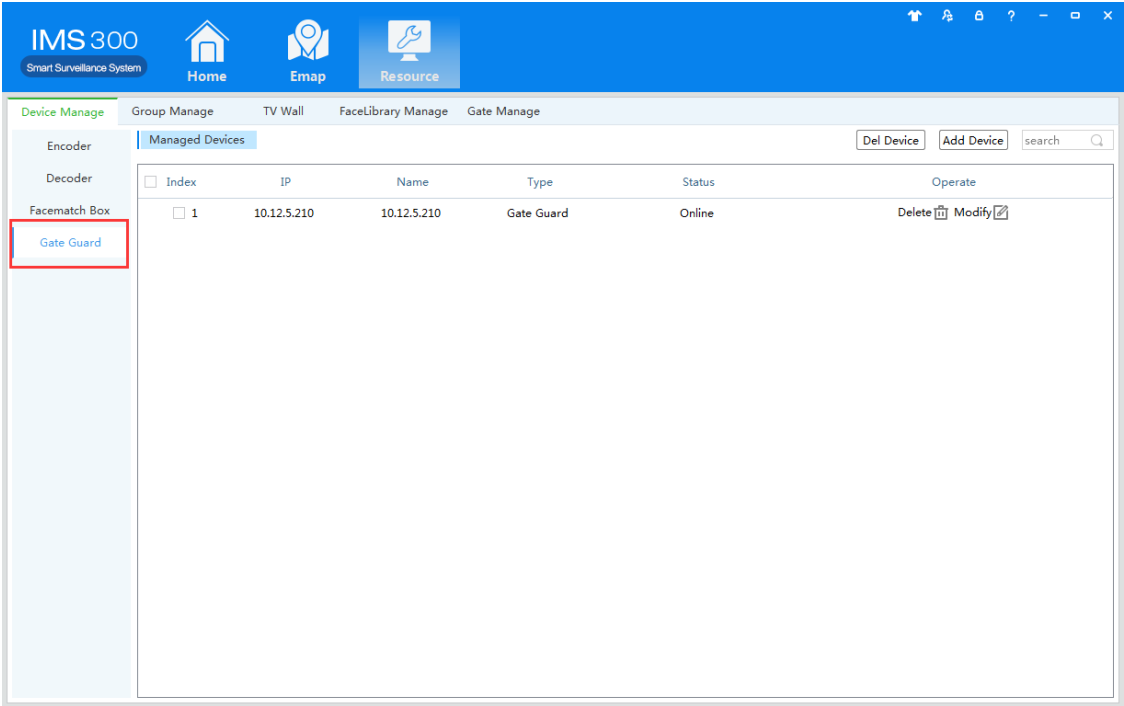 IMS 300
Smart Surveillance System
Home
Emap
Resource
?
Device Manage
Group Manage
TV Wall
FaceLibrary Manage
Gate Manage
Encoder
Decoder
Facematch Box
Gate Guard
Managed Devices
Del Device
Add Device
search
Index IP Name Type Status Operate
1 10.12.5.210 10.12.5.210 Gate Guard Online Delete Modify